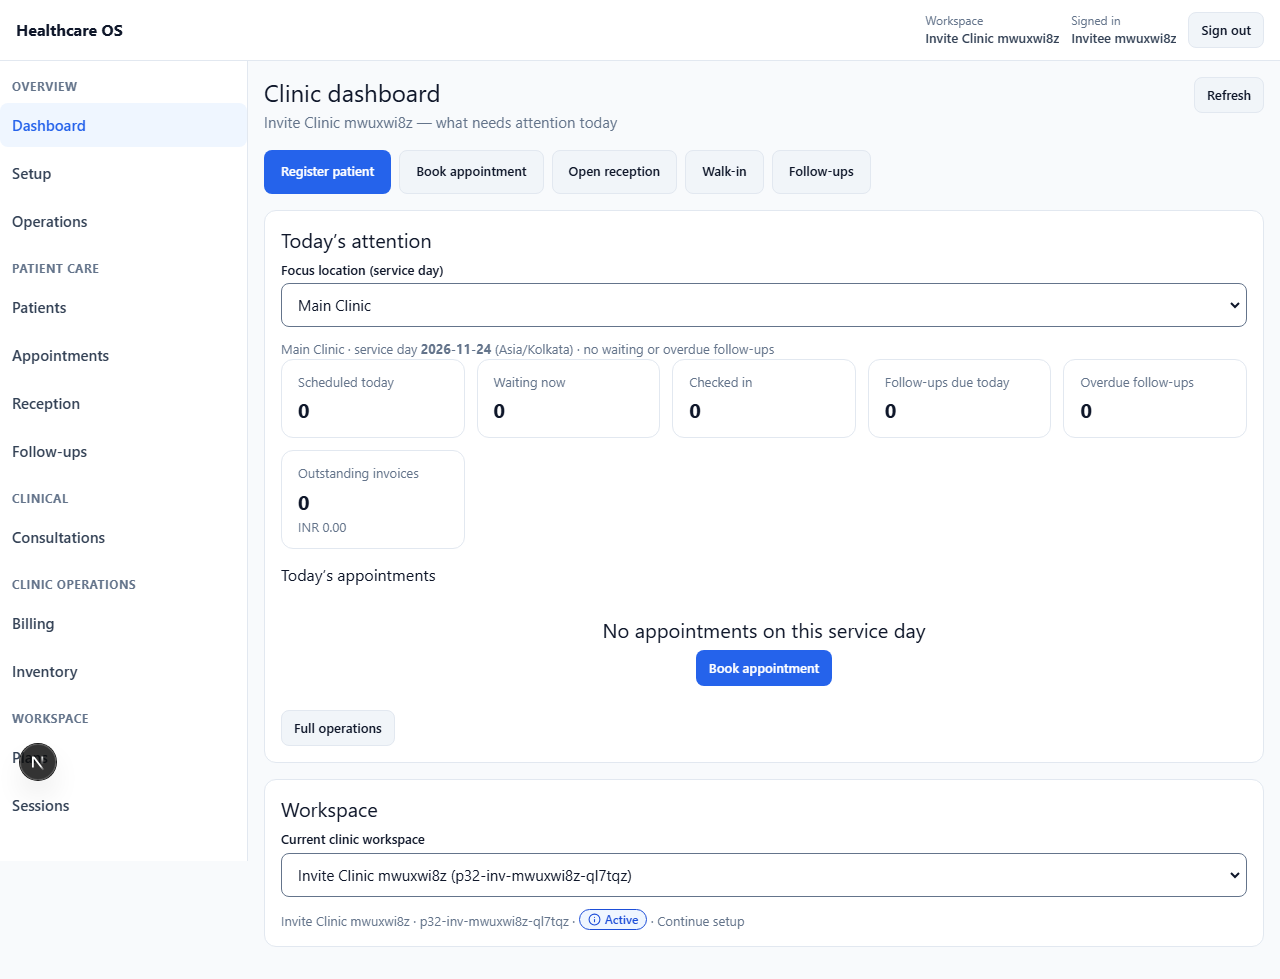 Healthcare OS
Workspace
Invite Clinic mwuxwi8z
Signed in
Invitee mwuxwi8z
Sign out
OVERVIEW
Dashboard
Setup
Operations
PATIENT CARE
Patients
Appointments
Reception
Follow-ups
CLINICAL
Consultations
CLINIC OPERATIONS
Billing
Inventory
WORKSPACE
N
Sessions
Clinic dashboard
Refresh
Invite Clinic mwuxwi8z — what needs attention today
Register patient
Book appointment
Open reception
Walk-in
Follow-ups
Today’s attention
Focus location (service day)
Main Clinic
Main Clinic · service day 2026-11-24 (Asia/Kolkata) · no waiting or overdue follow-ups
Scheduled today
0
Waiting now
0
Checked in
0
Follow-ups due today
0
Overdue follow-ups
0
Outstanding invoices
0
INR 0.00
Today’s appointments
No appointments on this service day
Book appointment
Full operations
Workspace
Current clinic workspace
Invite Clinic mwuxwi8z (p32-inv-mwuxwi8z-ql7tqz)
Invite Clinic mwuxwi8z · p32-inv-mwuxwi8z-ql7tqz · Active · Continue setup